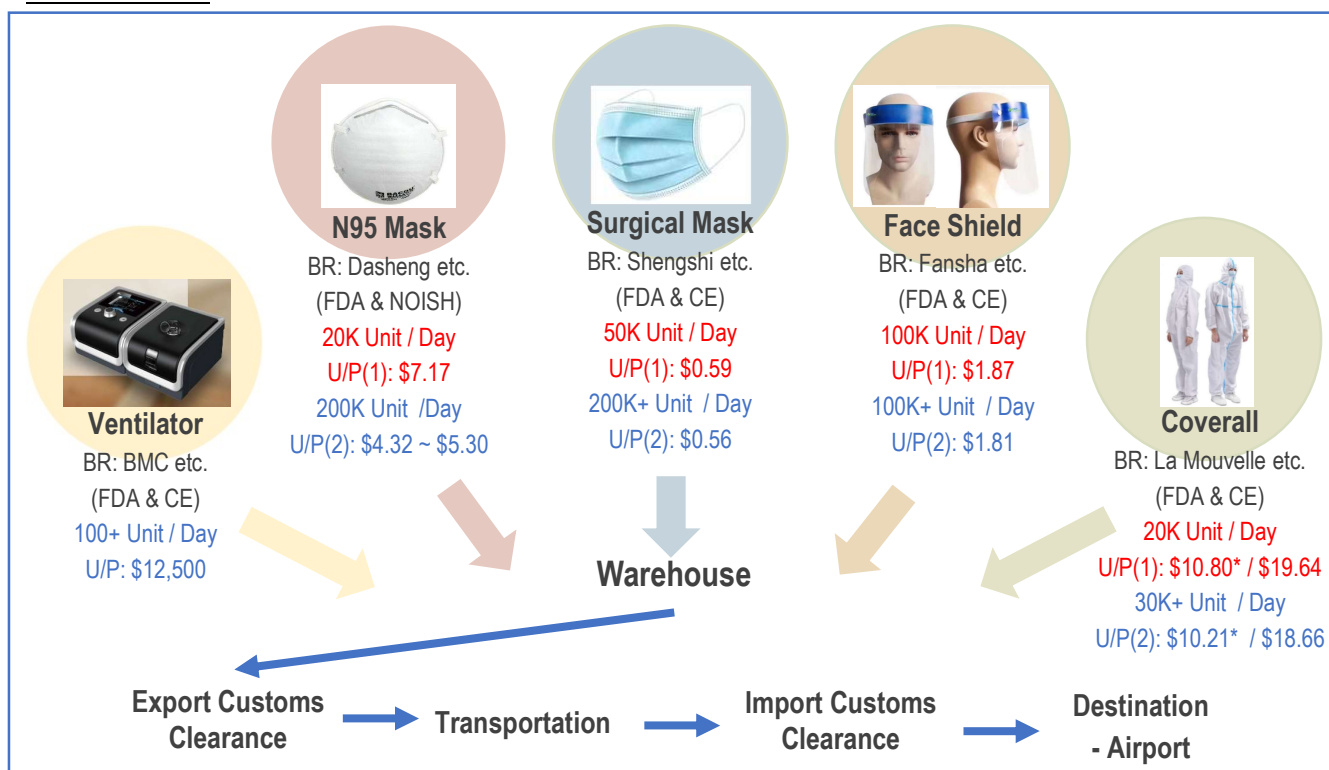 N95 Mask
BR: Dasheng etc.
(FDA & NOISH)
20K Unit / Day
U/P(1): $7.17
200K Unit /Day
U/P(2): $4.32 ~ $5.30
Surgical Mask
BR: Shengshi etc.
(FDA & CE)
50K Unit / Day
U/P(1): $0.59
200K+ Unit / Day
U/P(2): $0.56
Face Shield
BR: Fansha etc.
(FDA & CE)
100K Unit / Day
U/P(1): $1.87
100K+ Unit / Day
U/P(2): $1.81
Ventilator
BR: BMC etc.
(FDA & CE)
100+ Unit / Day
U/P: $12,500
Coverall
BR: La Mouvelle etc.
(FDA & CE)
20K Unit / Day
U/P(1): $10.80* / $19.64
30K+ Unit / Day
U/P(2): $10.21* / $18.66
Warehouse
Export Customs
Clearance
Transportation
Import Customs
Clearance
Destination
- Airport